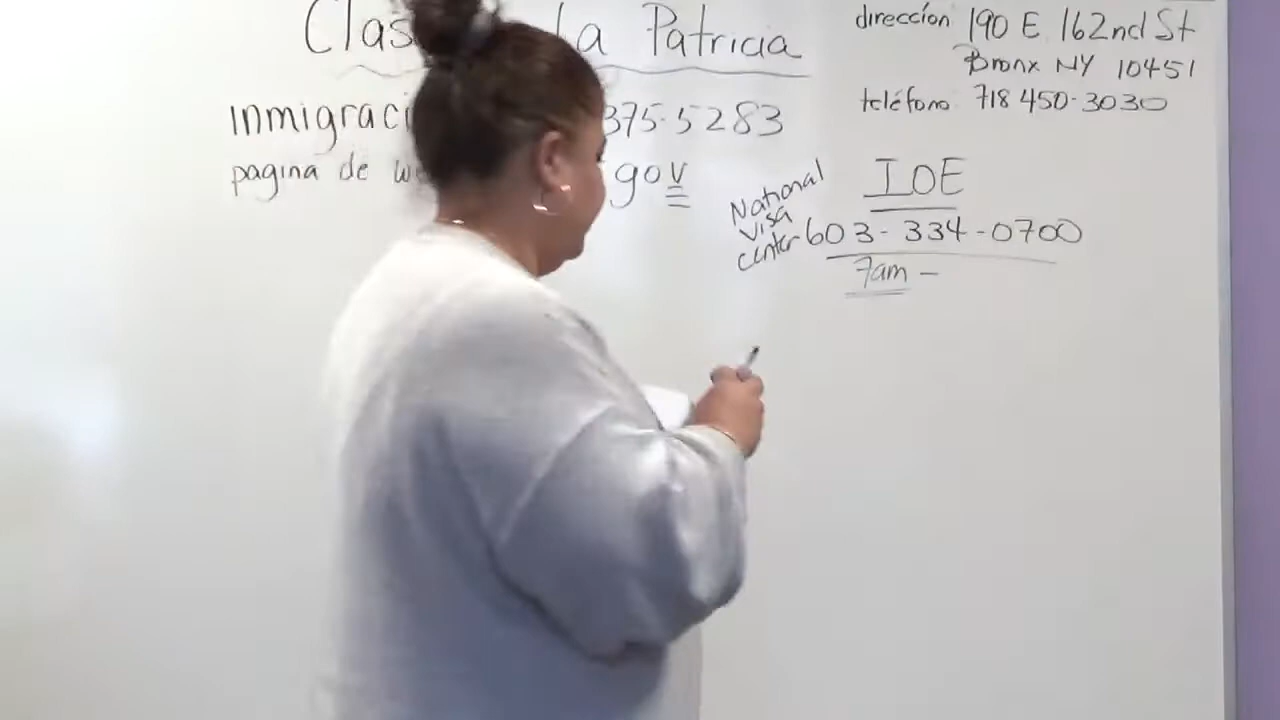 La Patricia
inmigraci 375-5283
pagina de gov
dirección: 190 E 162nd St
Bronx NY 10451
teléfono: 718 450-3030
IOE
National
Visa
Center 603-334-0700
7am -